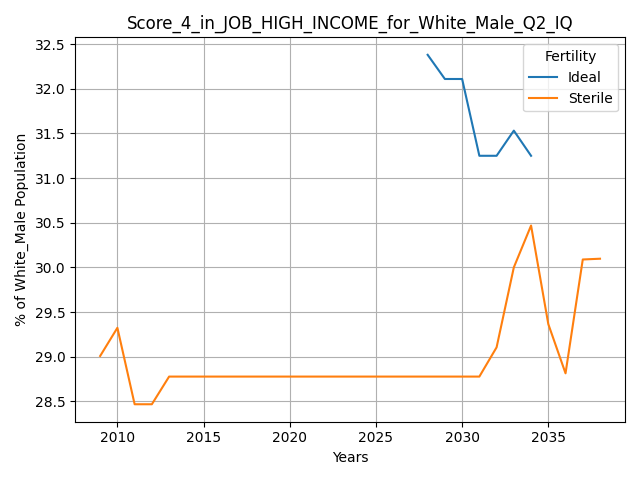 Score_4_in_JOB_HIGH_INCOME_for_White_Male_Q2_IQ
Fertility
Ideal
Sterile
32.5
32.0
31.5
31.0
30.5
30.0
29.5
29.0
28.5
% of White_Male Population
2010
2015
2020
2025
2030
2035
Years